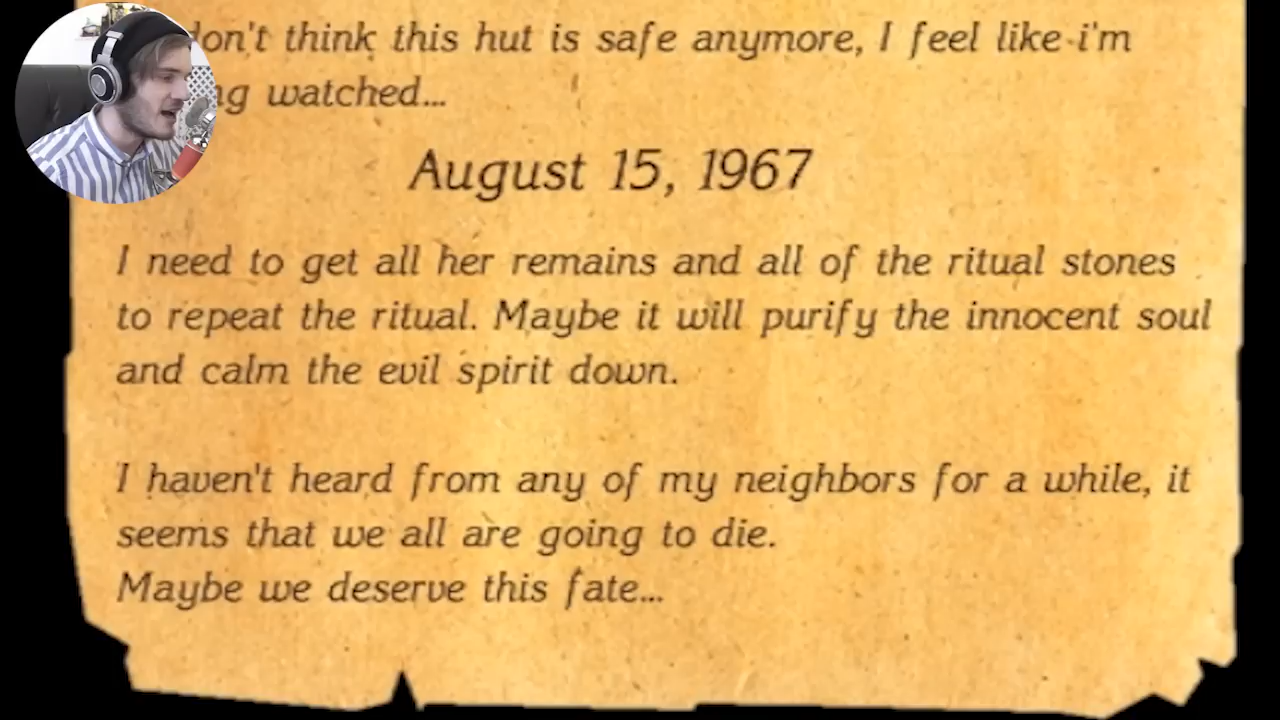 don't think this hut is safe anymore, I feel like i'm
watched...
August 15, 1967
I need to get all her remains and all of the ritual stones
to repeat the ritual. Maybe it will purify the innocent soul
and calm the evil spirit down.
I haven't heard from any of my neighbors for a while, it
seems that we all are going to die.
Maybe we deserve this fate...